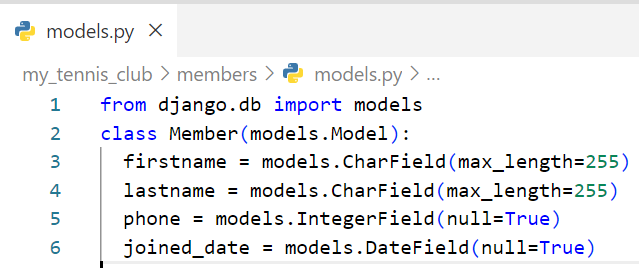 models.py
my_tennis_club > members > models.py > ...
1 from django.db import models
2 class Member(models.Model):
3   firstname = models.CharField(max_length=255)
4   lastname = models.CharField(max_length=255)
5   phone = models.IntegerField(null=True)
6   joined_date = models.DateField(null=True)